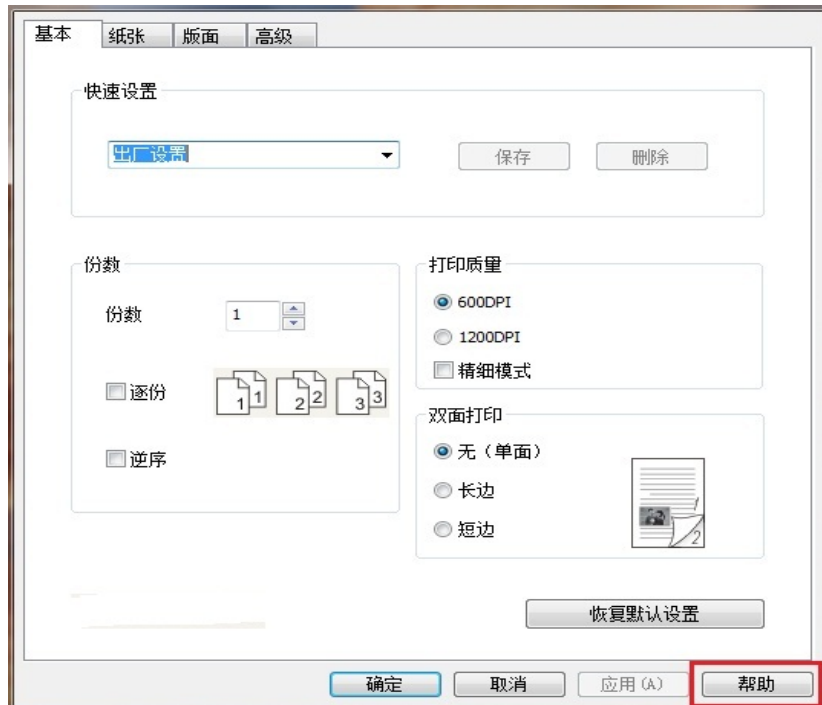 基本 纸张 版面 高级
快速设置
出厂设置 保存 删除
份数
份数 1
逐份 1 1 2 2 3 3
逆序
打印质量
600DPI
1200DPI
精细模式
双面打印
无（单面）
长边
短边
1
2
恢复默认设置
确定 取消 应用(A) 帮助